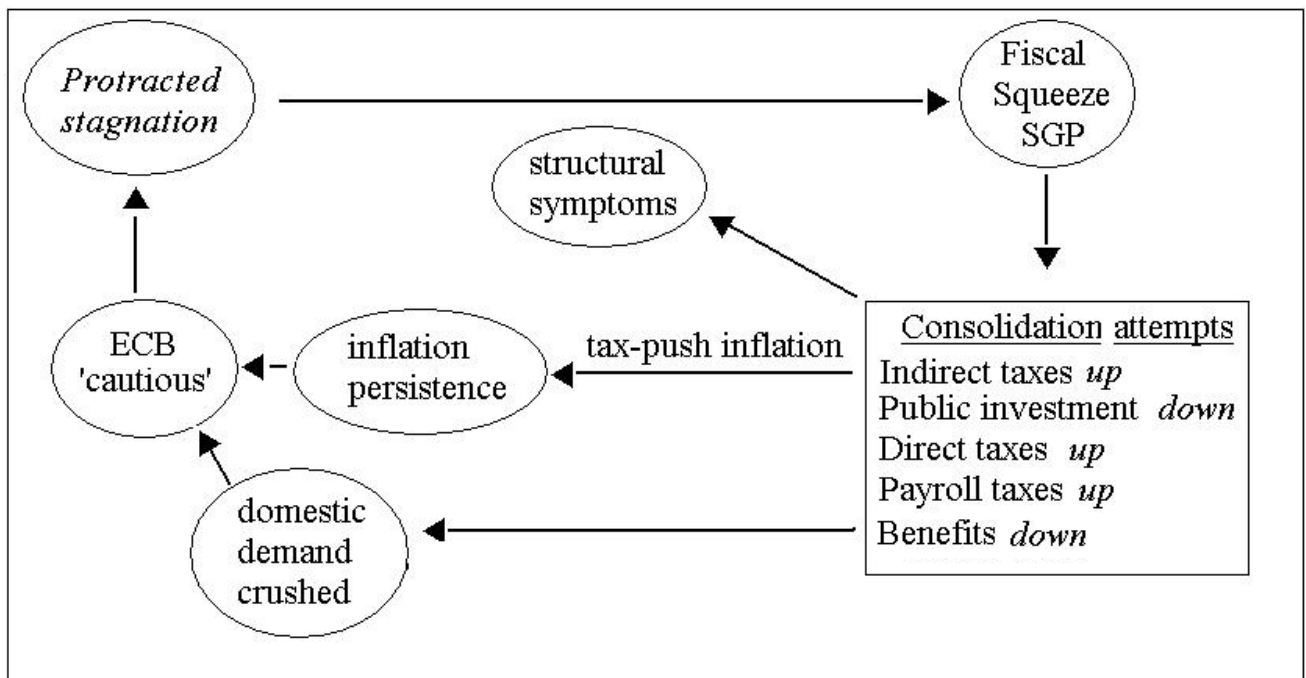 Protracted
stagnation
Fiscal
Squeeze
SGP
structural
symptoms
ECB
'cautious'
inflation
persistence
tax-push inflation
Consolidation attempts
Indirect taxes up
Public investment down
Direct taxes up
Payroll taxes up
Benefits down
domestic
demand
crushed